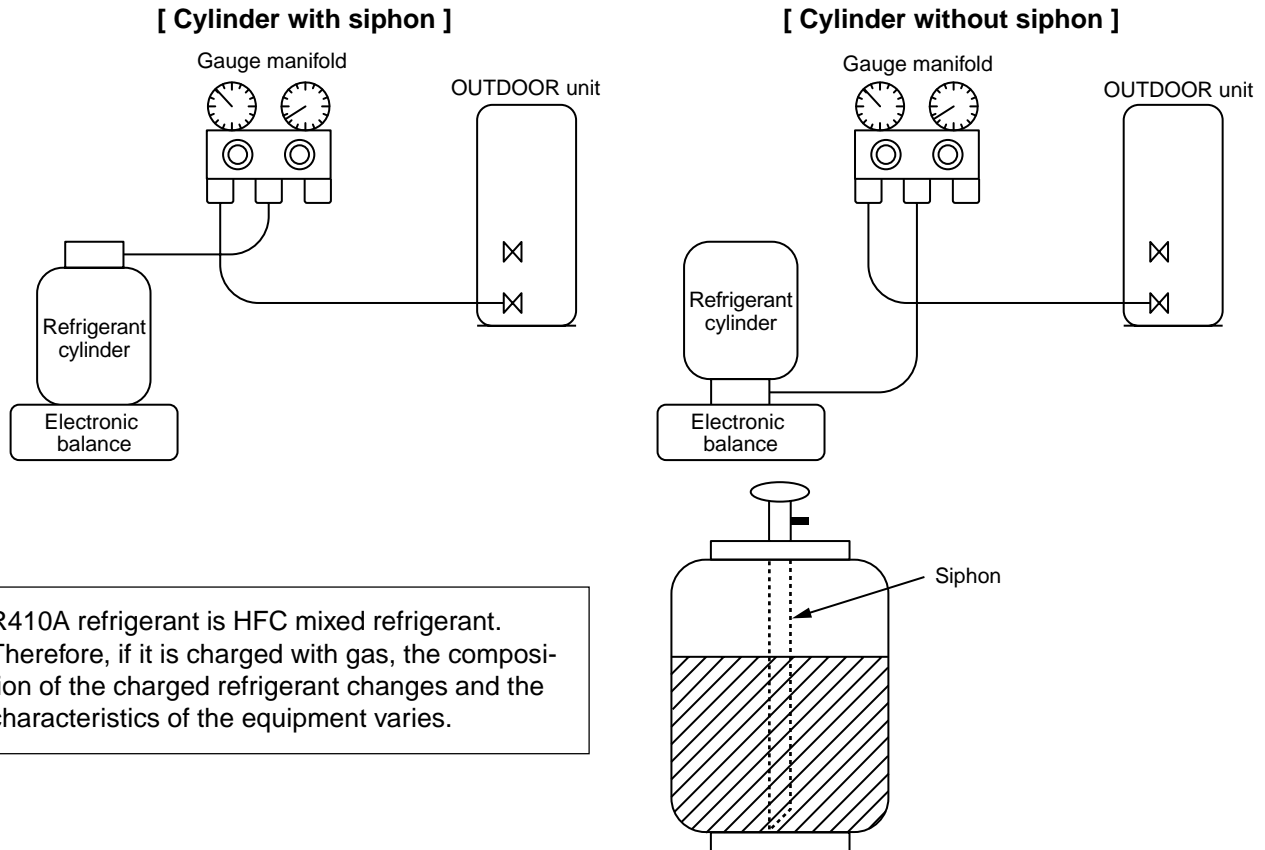 [ Cylinder with siphon ]
Gauge manifold
OUTDOOR unit
Refrigerant
cylinder
Electronic
balance
[ Cylinder without siphon ]
Gauge manifold
OUTDOOR unit
Refrigerant
cylinder
Electronic
balance
Siphon
R410A refrigerant is HFC mixed refrigerant.
Therefore, if it is charged with gas, the composi-
tion of the charged refrigerant changes and the
characteristics of the equipment varies.